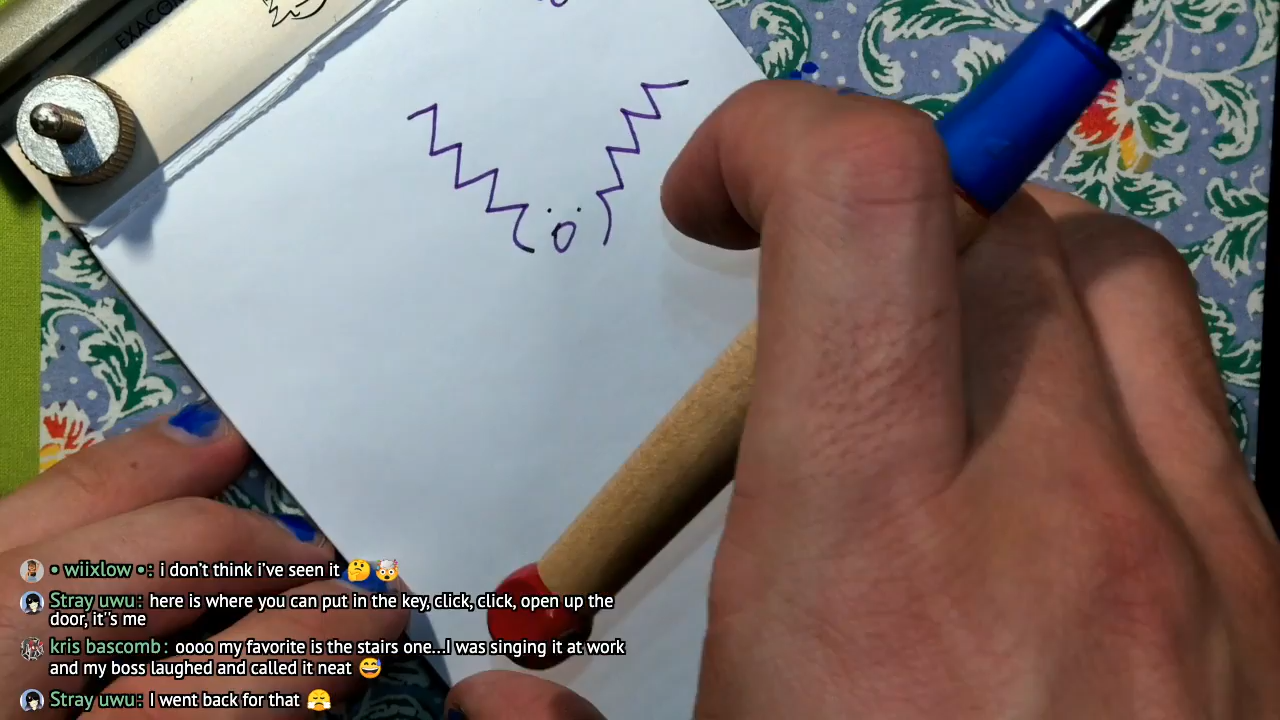 EXACOM
• wiixlow •: i don't think i've seen it 🤔🤯
Stray uwu: here is where you can put in the key, click, click, open up the
door, it"s me
kris bascomb: oooo my favorite is the stairs one...I was singing it at work
and my boss laughed and called it neat 😅
Stray uwu: I went back for that 😤